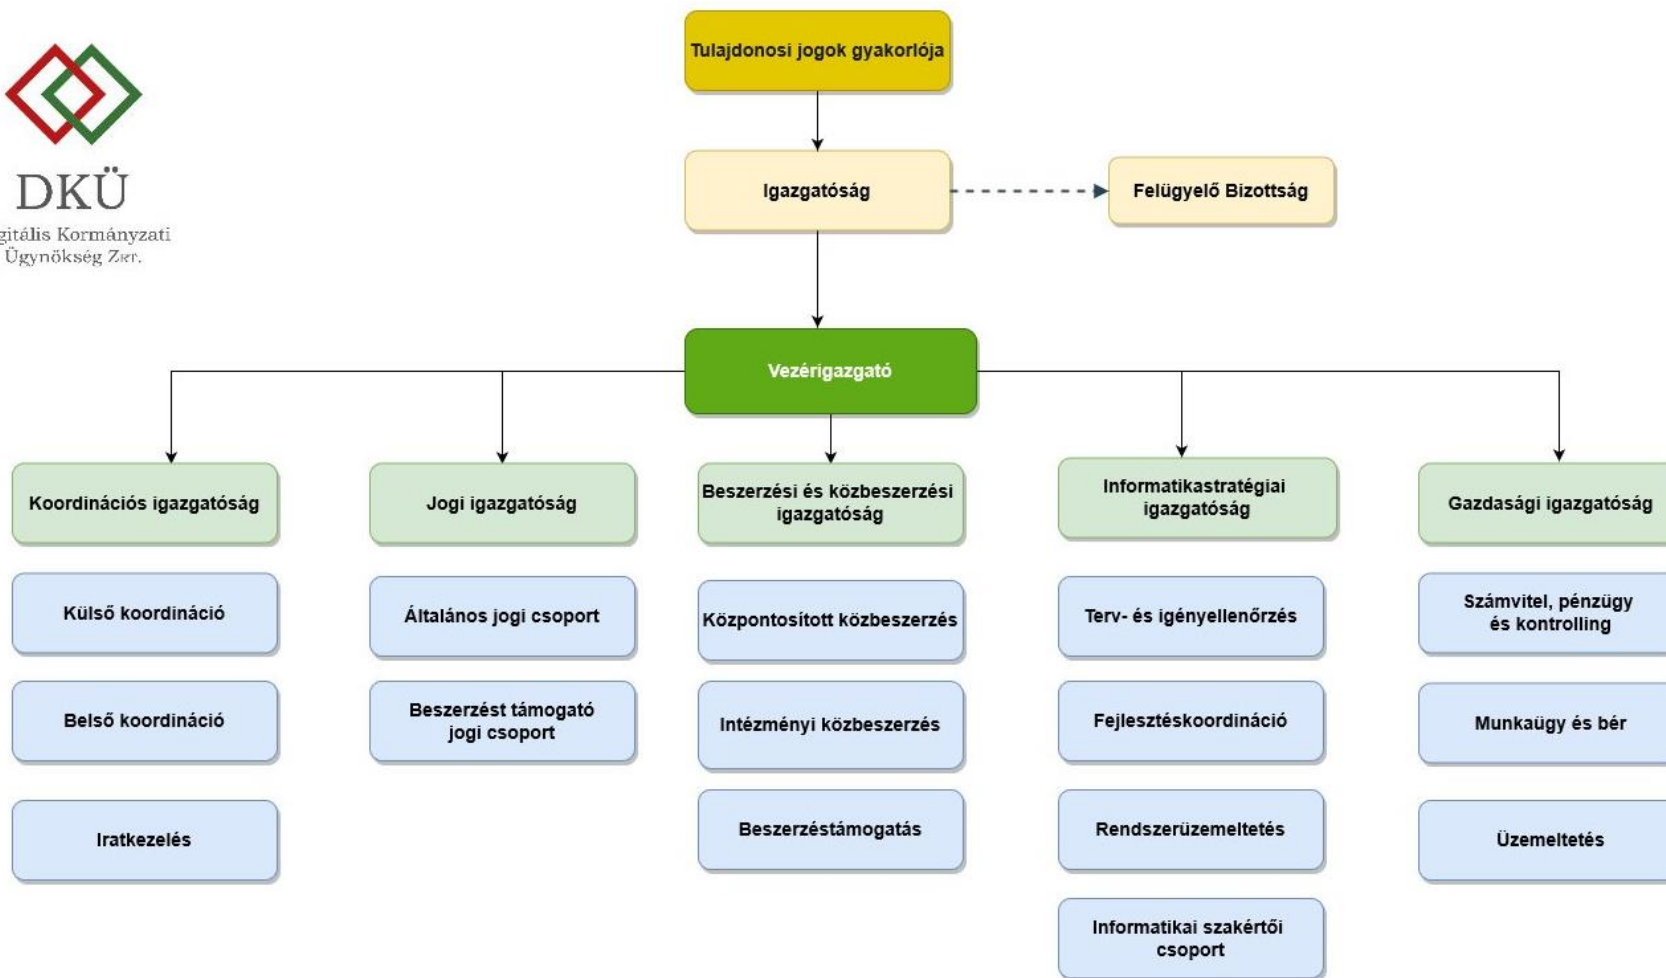 Tulajdonosi jogok gyakorlója
DKÜ
gitális Kormányzati
Ügynökség Zrt.
Igazgatóság
Felügyelő Bizottság
Vezérigazgató
Koordinációs igazgatóság
Jogi igazgatóság
Beszerzési és közbeszerzési
igazgatóság
Informatikastratégiai
igazgatóság
Gazdasági igazgatóság
Külső koordináció
Általános jogi csoport
Központosított közbeszerzés
Terv- és igényellenőrzés
Számvitel, pénzügy
és kontrolling
Belső koordináció
Beszerzést támogató
jogi csoport
Intézményi közbeszerzés
Fejlesztéskoordináció
Munkaügy és bér
Iratkezelés
Beszerzéstámogatás
Rendszerüzemeltetés
Üzemeltetés
Informatikai szakértői
csoport